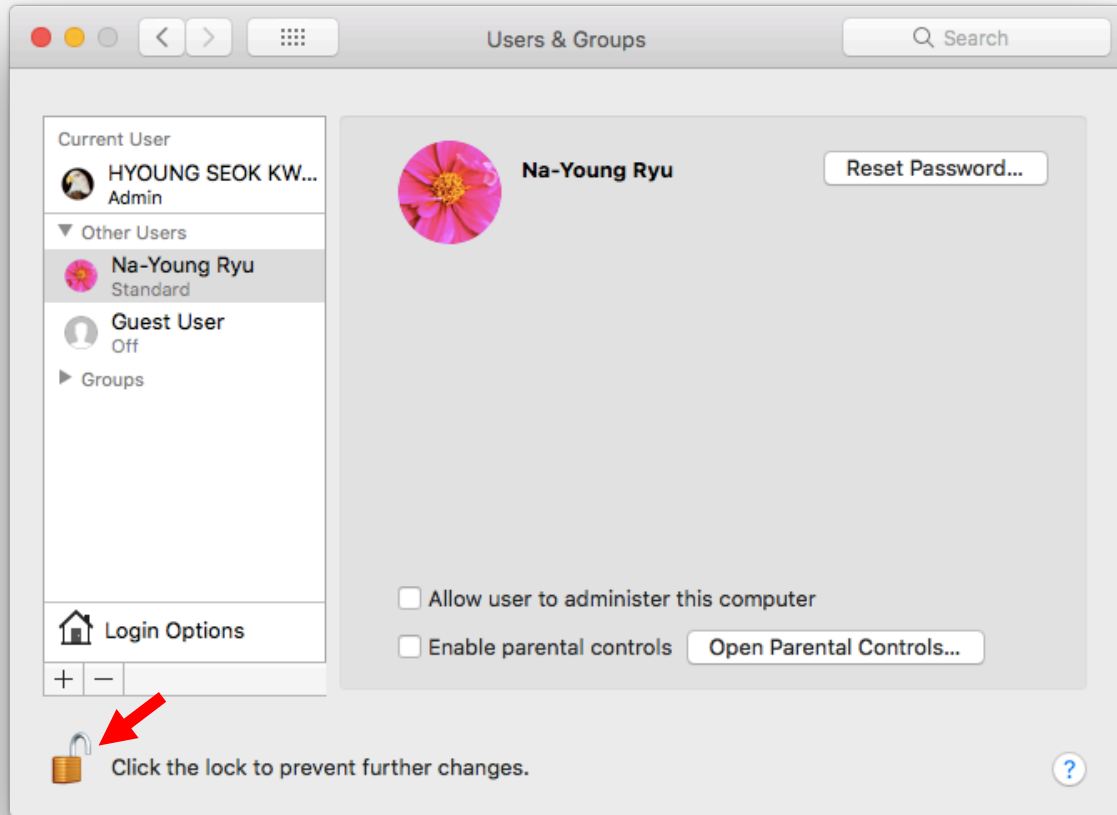 Users & Groups
Search
Current User
HYOUNG SEOK KW...
Admin
Other Users
Na-Young Ryu
Standard
Guest User
Off
Groups
Login Options
Na-Young Ryu
Reset Password...
Allow user to administer this computer
Enable parental controls
Open Parental Controls...
Click the lock to prevent further changes.
?